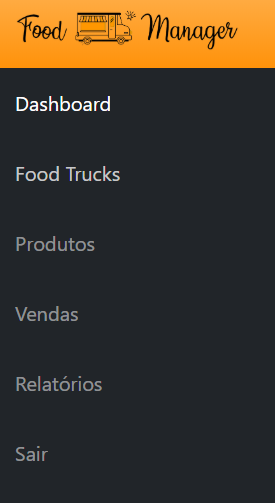 Food Manager
Dashboard
Food Trucks
Produtos
Vendas
Relatórios
Sair